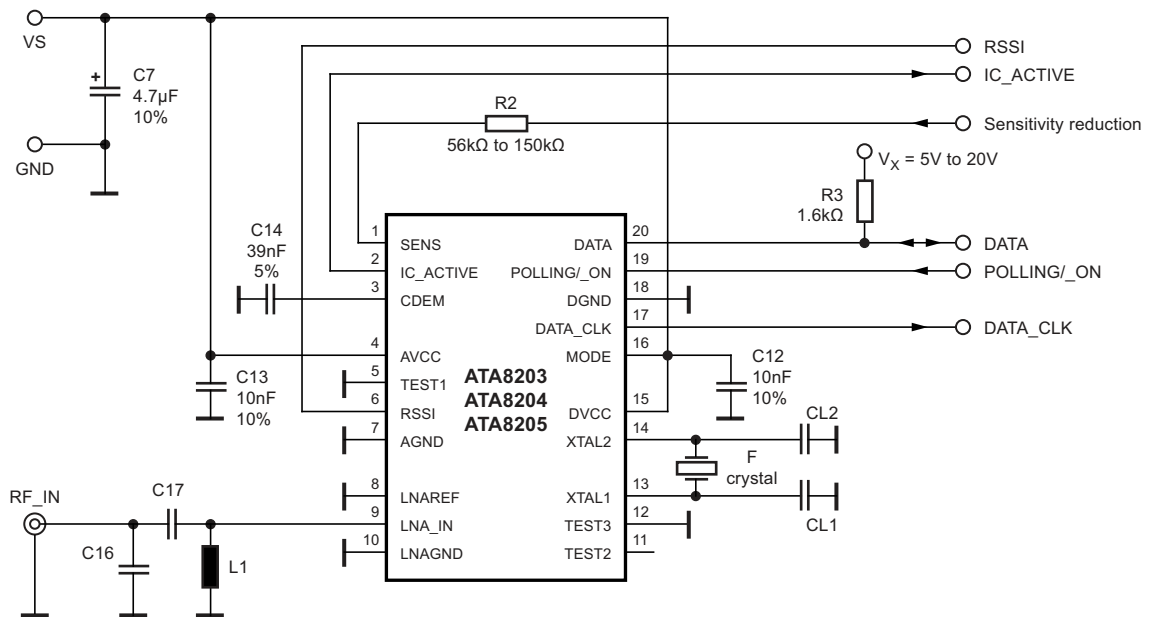 VS
+
C7
4.7µF
10%
GND
RSSI
IC_ACTIVE
R2
56kΩ to 150kΩ
Sensitivity reduction
VX = 5V to 20V
R3
1.6kΩ
C14
39nF
5%
1
SENS
2
IC_ACTIVE
3
CDEM
4
AVCC
5
TEST1
6
RSSI
7
AGND
8
LNAREF
9
LNA_IN
10
LNAGND
ATA8203
ATA8204
ATA8205
20
DATA
19
POLLING/_ON
18
DGND
17
DATA_CLK
16
MODE
15
DVCC
14
XTAL2
13
XTAL1
12
TEST3
11
TEST2
DATA
POLLING/_ON
DATA_CLK
C13
10nF
10%
C12
10nF
10%
CL2
F
crystal
CL1
RF_IN
C17
C16
L1